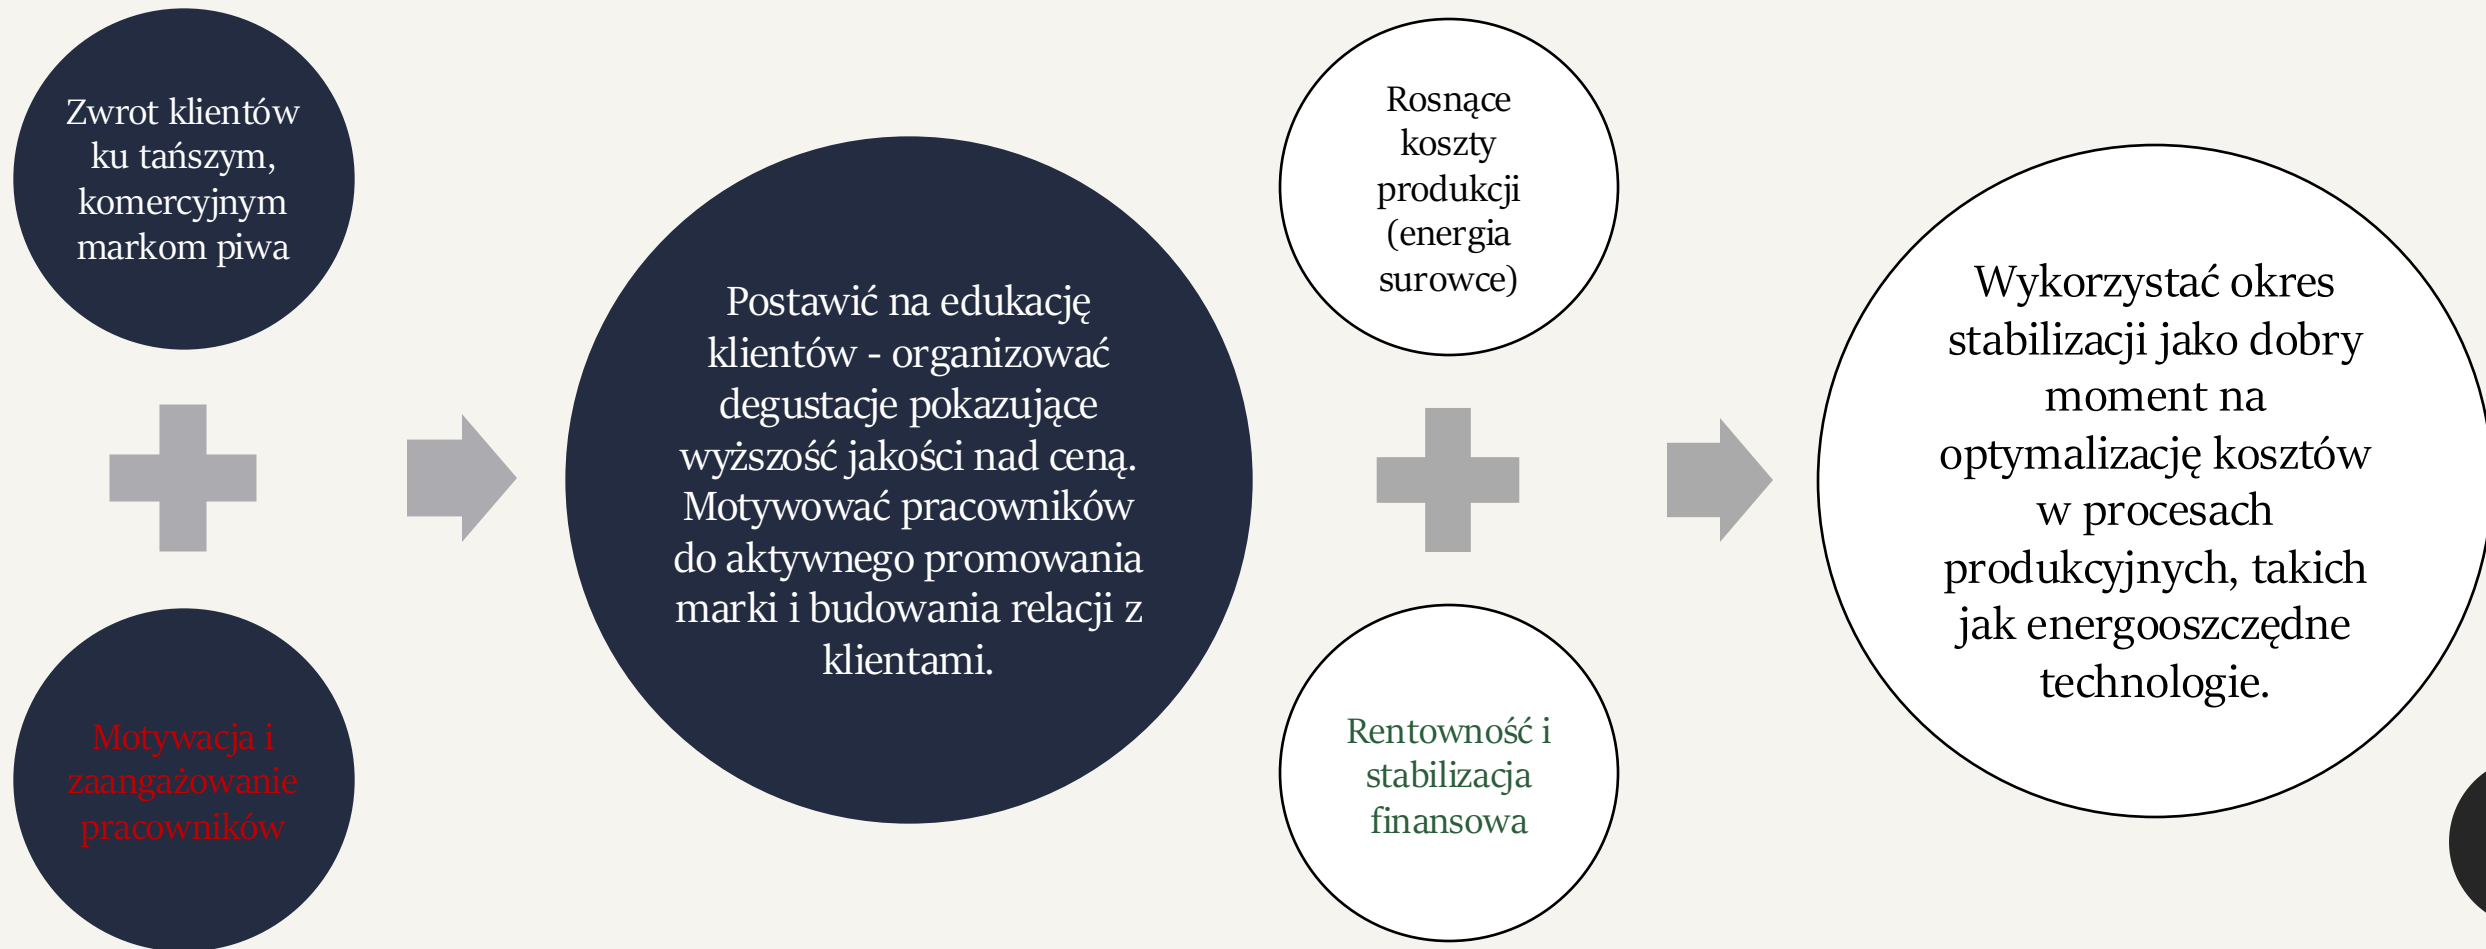 Zwrot klientów
ku tańszym,
komercyjnym
markom piwa
Motywacja i
zaangażowanie
pracowników
Postawić na edukację
klientów - organizować
degustacje pokazujące
wyższość jakości nad ceną.
Motywować pracowników
do aktywnego promowania
marki i budowania relacji z
klientami.
Rosnące
koszty
produkcji
(energia
surowce)
Rentowność i
stabilizacja
finansowa
Wykorzystać okres
stabilizacji jako dobry
moment na
optymalizację kosztów
w procesach
produkcyjnych, takich
jak energooszczędne
technologie.